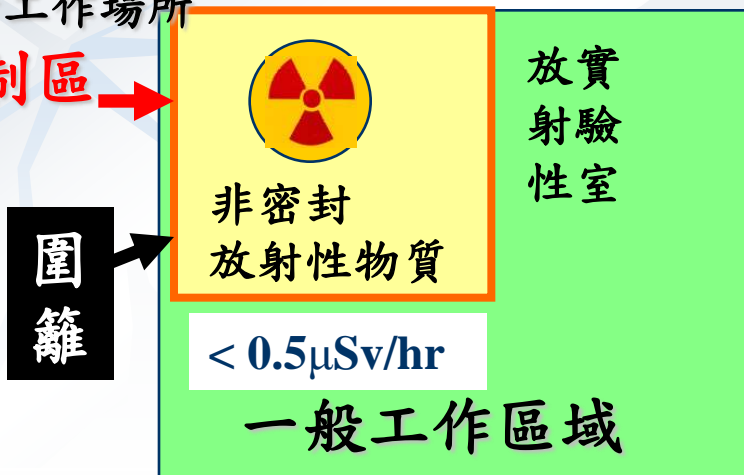 工作場所
制區
放實
射驗
性室
非密封
放射性物質
圍
籬
< 0.5μSv/hr
一般工作區域